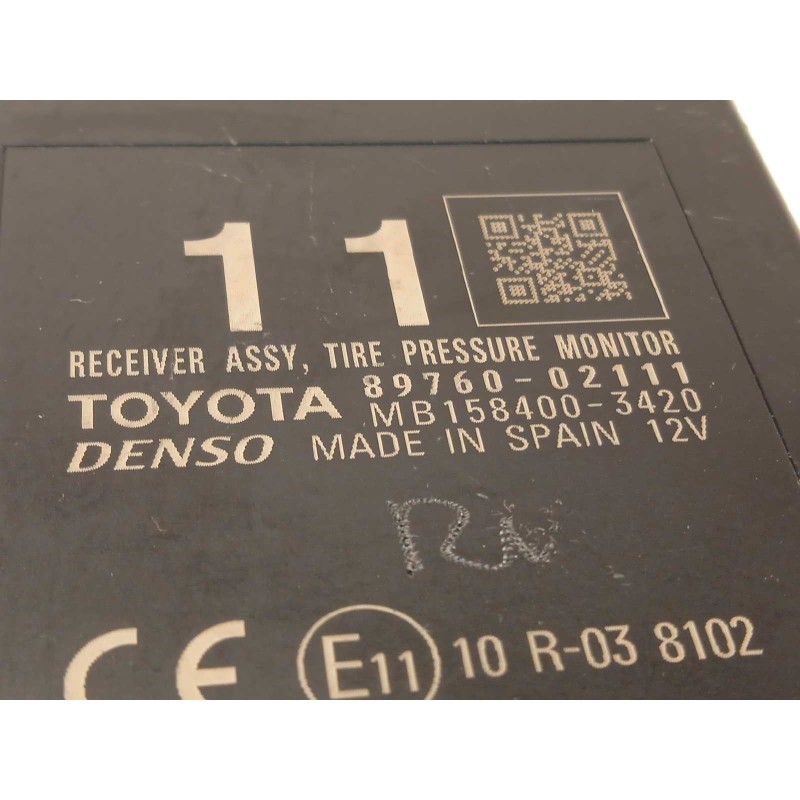 11
RECEIVER ASSY, TIRE PRESSURE MONITOR
89760-02111
TOYOTA MB158400-3420
DENSO MADE IN SPAIN 12V
CE E11 10 R-03 8102